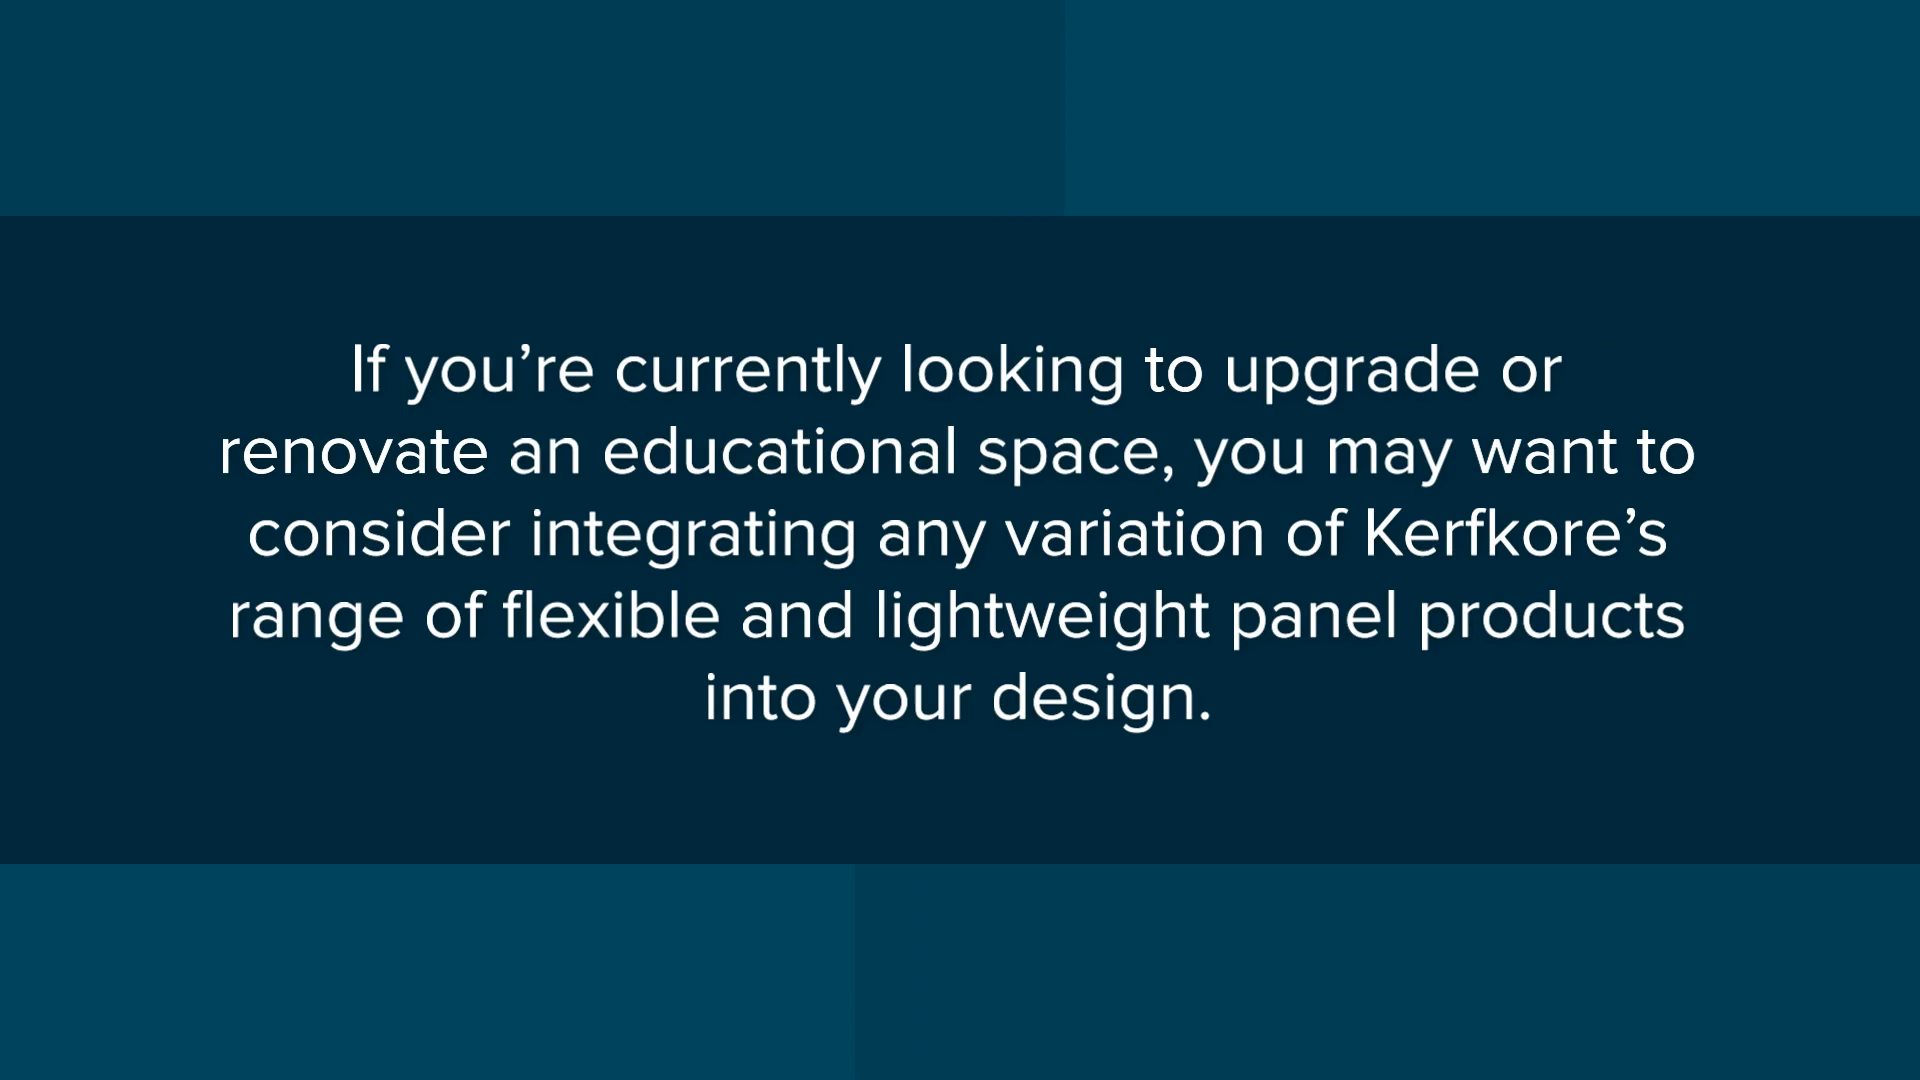 If you’re currently looking to upgrade or
renovate an educational space, you may want to
consider integrating any variation of Kerfkore’s
range of flexible and lightweight panel products
into your design.